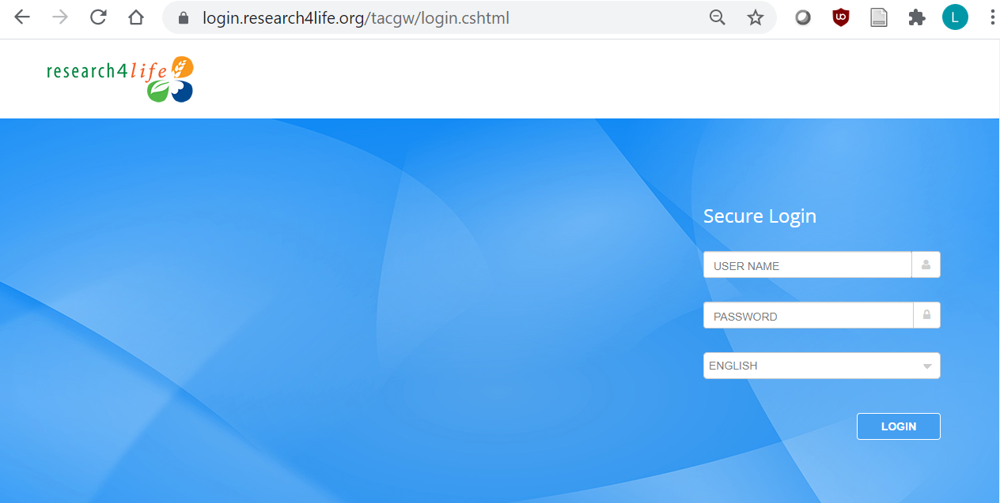 login.research4life.org/tacgw/login.cshtml
L
research4life
Secure Login
USER NAME
PASSWORD
ENGLISH
LOGIN